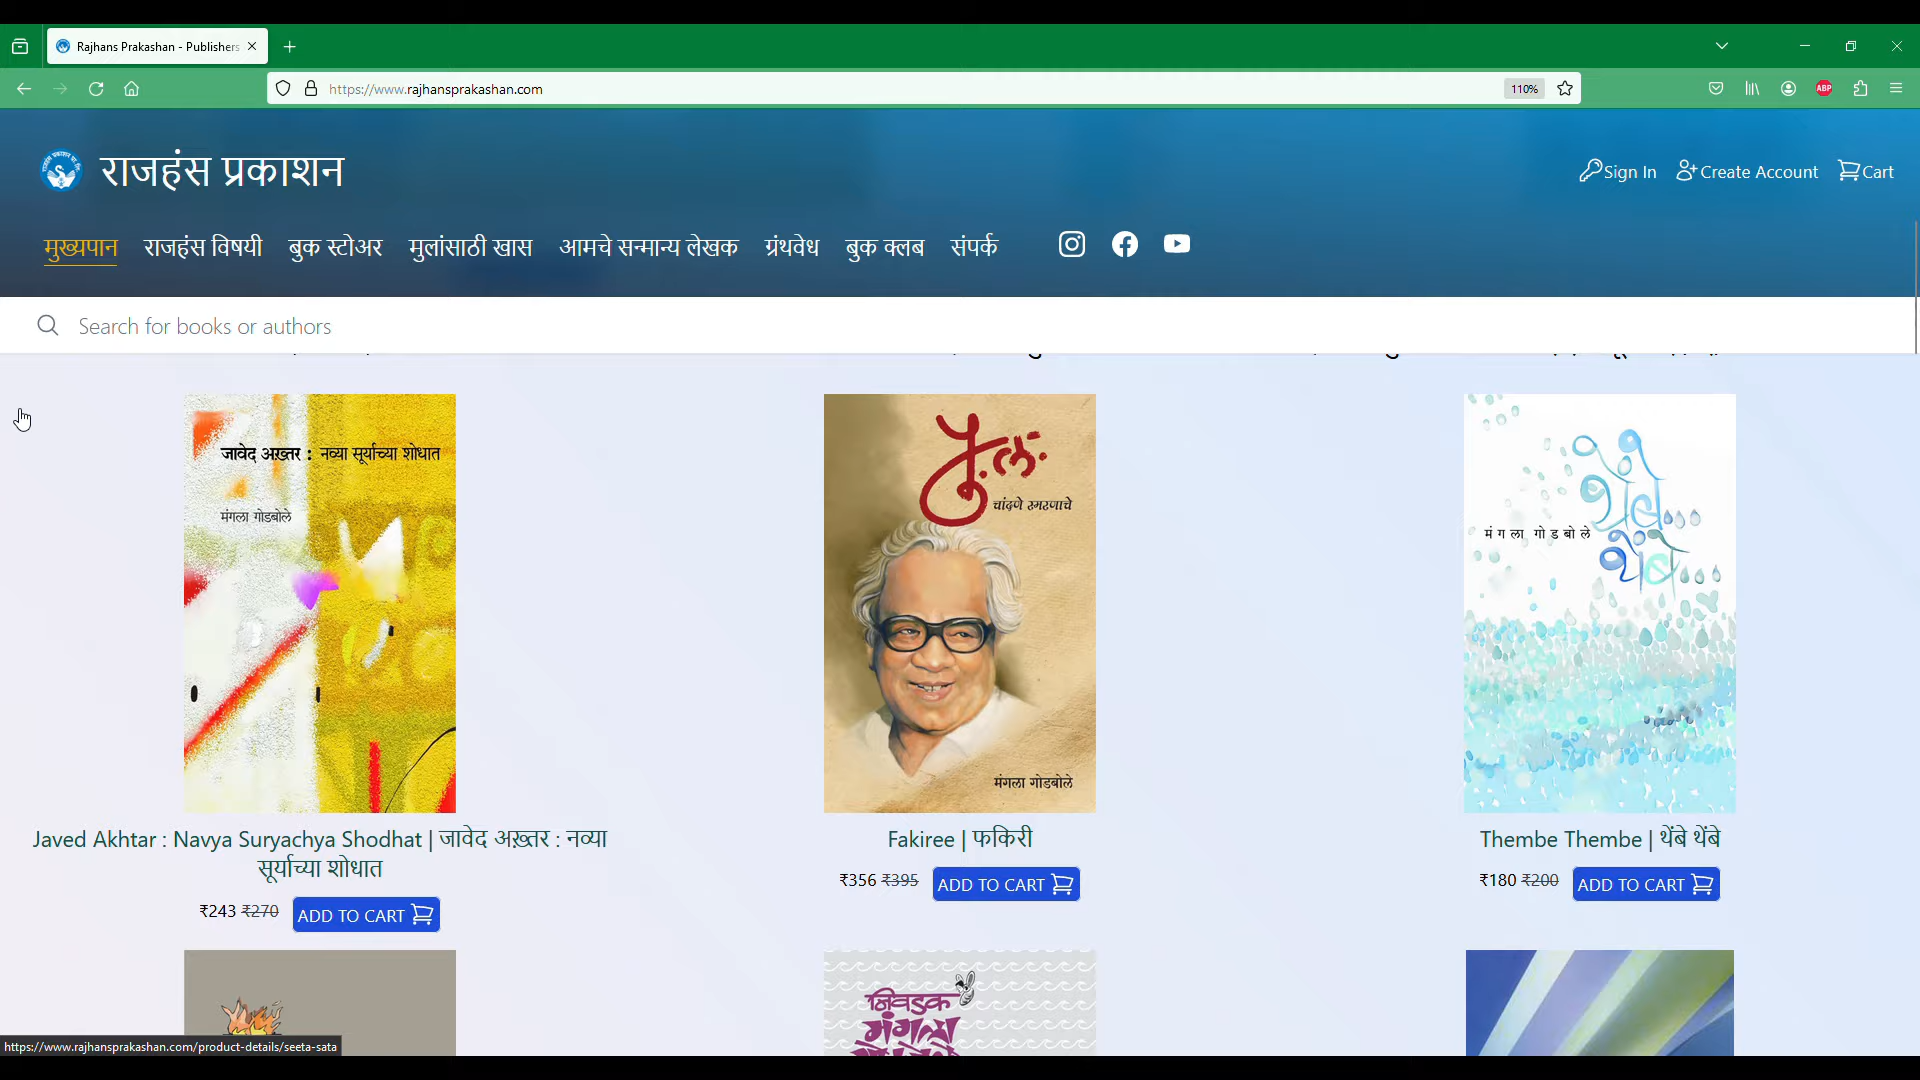 Rajhans Prakashan - Publishers
https://www.rajhansprakashan.com
110%
ABP
राजहंस प्रकाशन
Sign In
Create Account
Cart
मुख्यपान
राजहंस विषयी
बुक स्टोअर
मुलांसाठी खास
आमचे सन्मान्य लेखक
ग्रंथवेध
बुक क्लब
संपर्क
Search for books or authors
जावेद अख़्तर : नव्या सूर्याच्या शोधात
मंगला गोडबोले
पु.ल.
चांदणे स्मरणाचे
मंगला गोडबोले
थेंबे
थेंबे
मंगला गोडबोले
Javed Akhtar : Navya Suryachya Shodhat | जावेद अख़्तर : नव्या
सूर्याच्या शोधात
₹243 ₹270 ADD TO CART
Fakiree | फकिरी
₹356 ₹395 ADD TO CART
Thembe Thembe | थेंबे थेंबे
₹180 ₹200 ADD TO CART
निवडक
मंगला
https://www.rajhansprakashan.com/product-details/seeta-sata